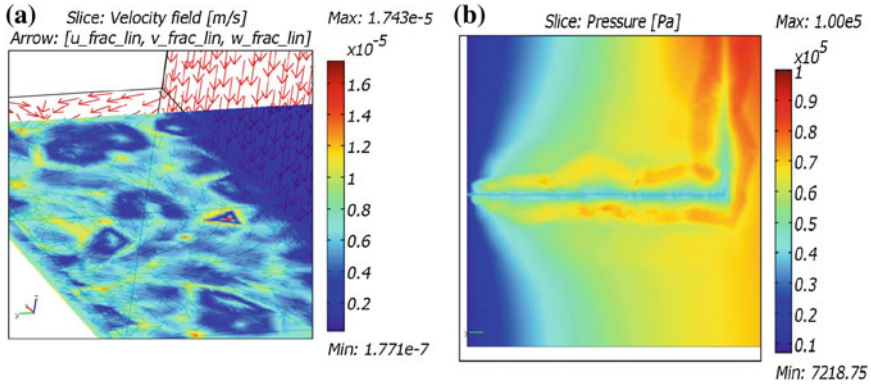 (a)
Slice: Velocity field [m/s]
Arrow: [u_frac_lin, v_frac_lin, w_frac_lin]
Max: 1.743e-5
x10⁻⁵
1.6
1.4
1.2
1
0.8
0.6
0.4
0.2
Min: 1.771e-7
(b)
Slice: Pressure [Pa]
Max: 1.00e5
x10⁵
1
0.9
0.8
0.7
0.6
0.5
0.4
0.3
0.2
0.1
Min: 7218.75